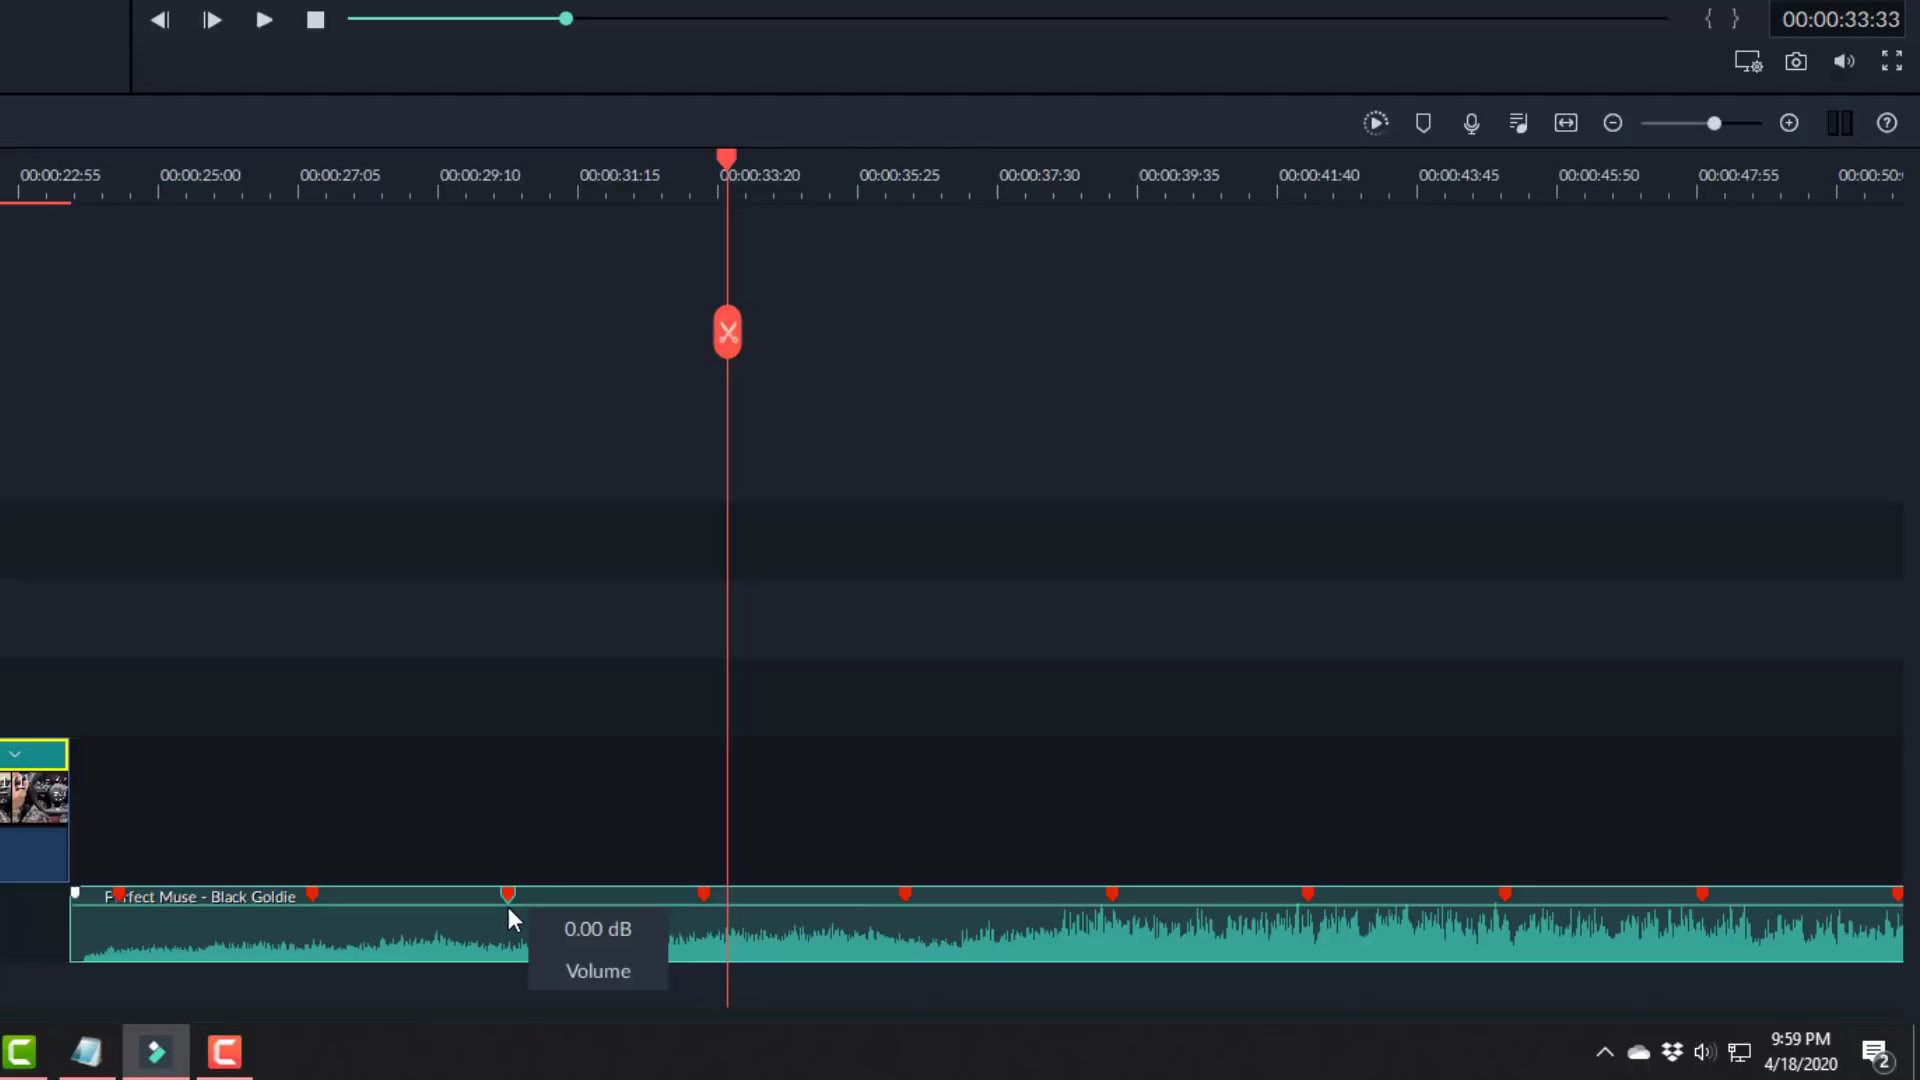 { }
00:00:33:33
00:00:22:55 00:00:25:00 00:00:27:05 00:00:29:10 00:00:31:15 00:00:33:20 00:00:35:25 00:00:37:30 00:00:39:35 00:00:41:40 00:00:43:45 00:00:45:50 00:00:47:55 00:00:50:
Perfect Muse - Black Goldie
0.00 dB
Volume
9:59 PM
4/18/2020
2